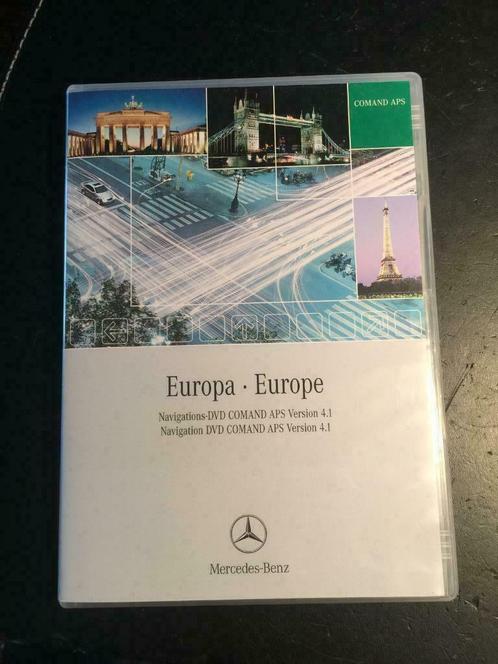 COMAND APS
Europa · Europe
Navigations-DVD COMAND APS Version 4.1
Navigation DVD COMAND APS Version 4.1
Mercedes-Benz